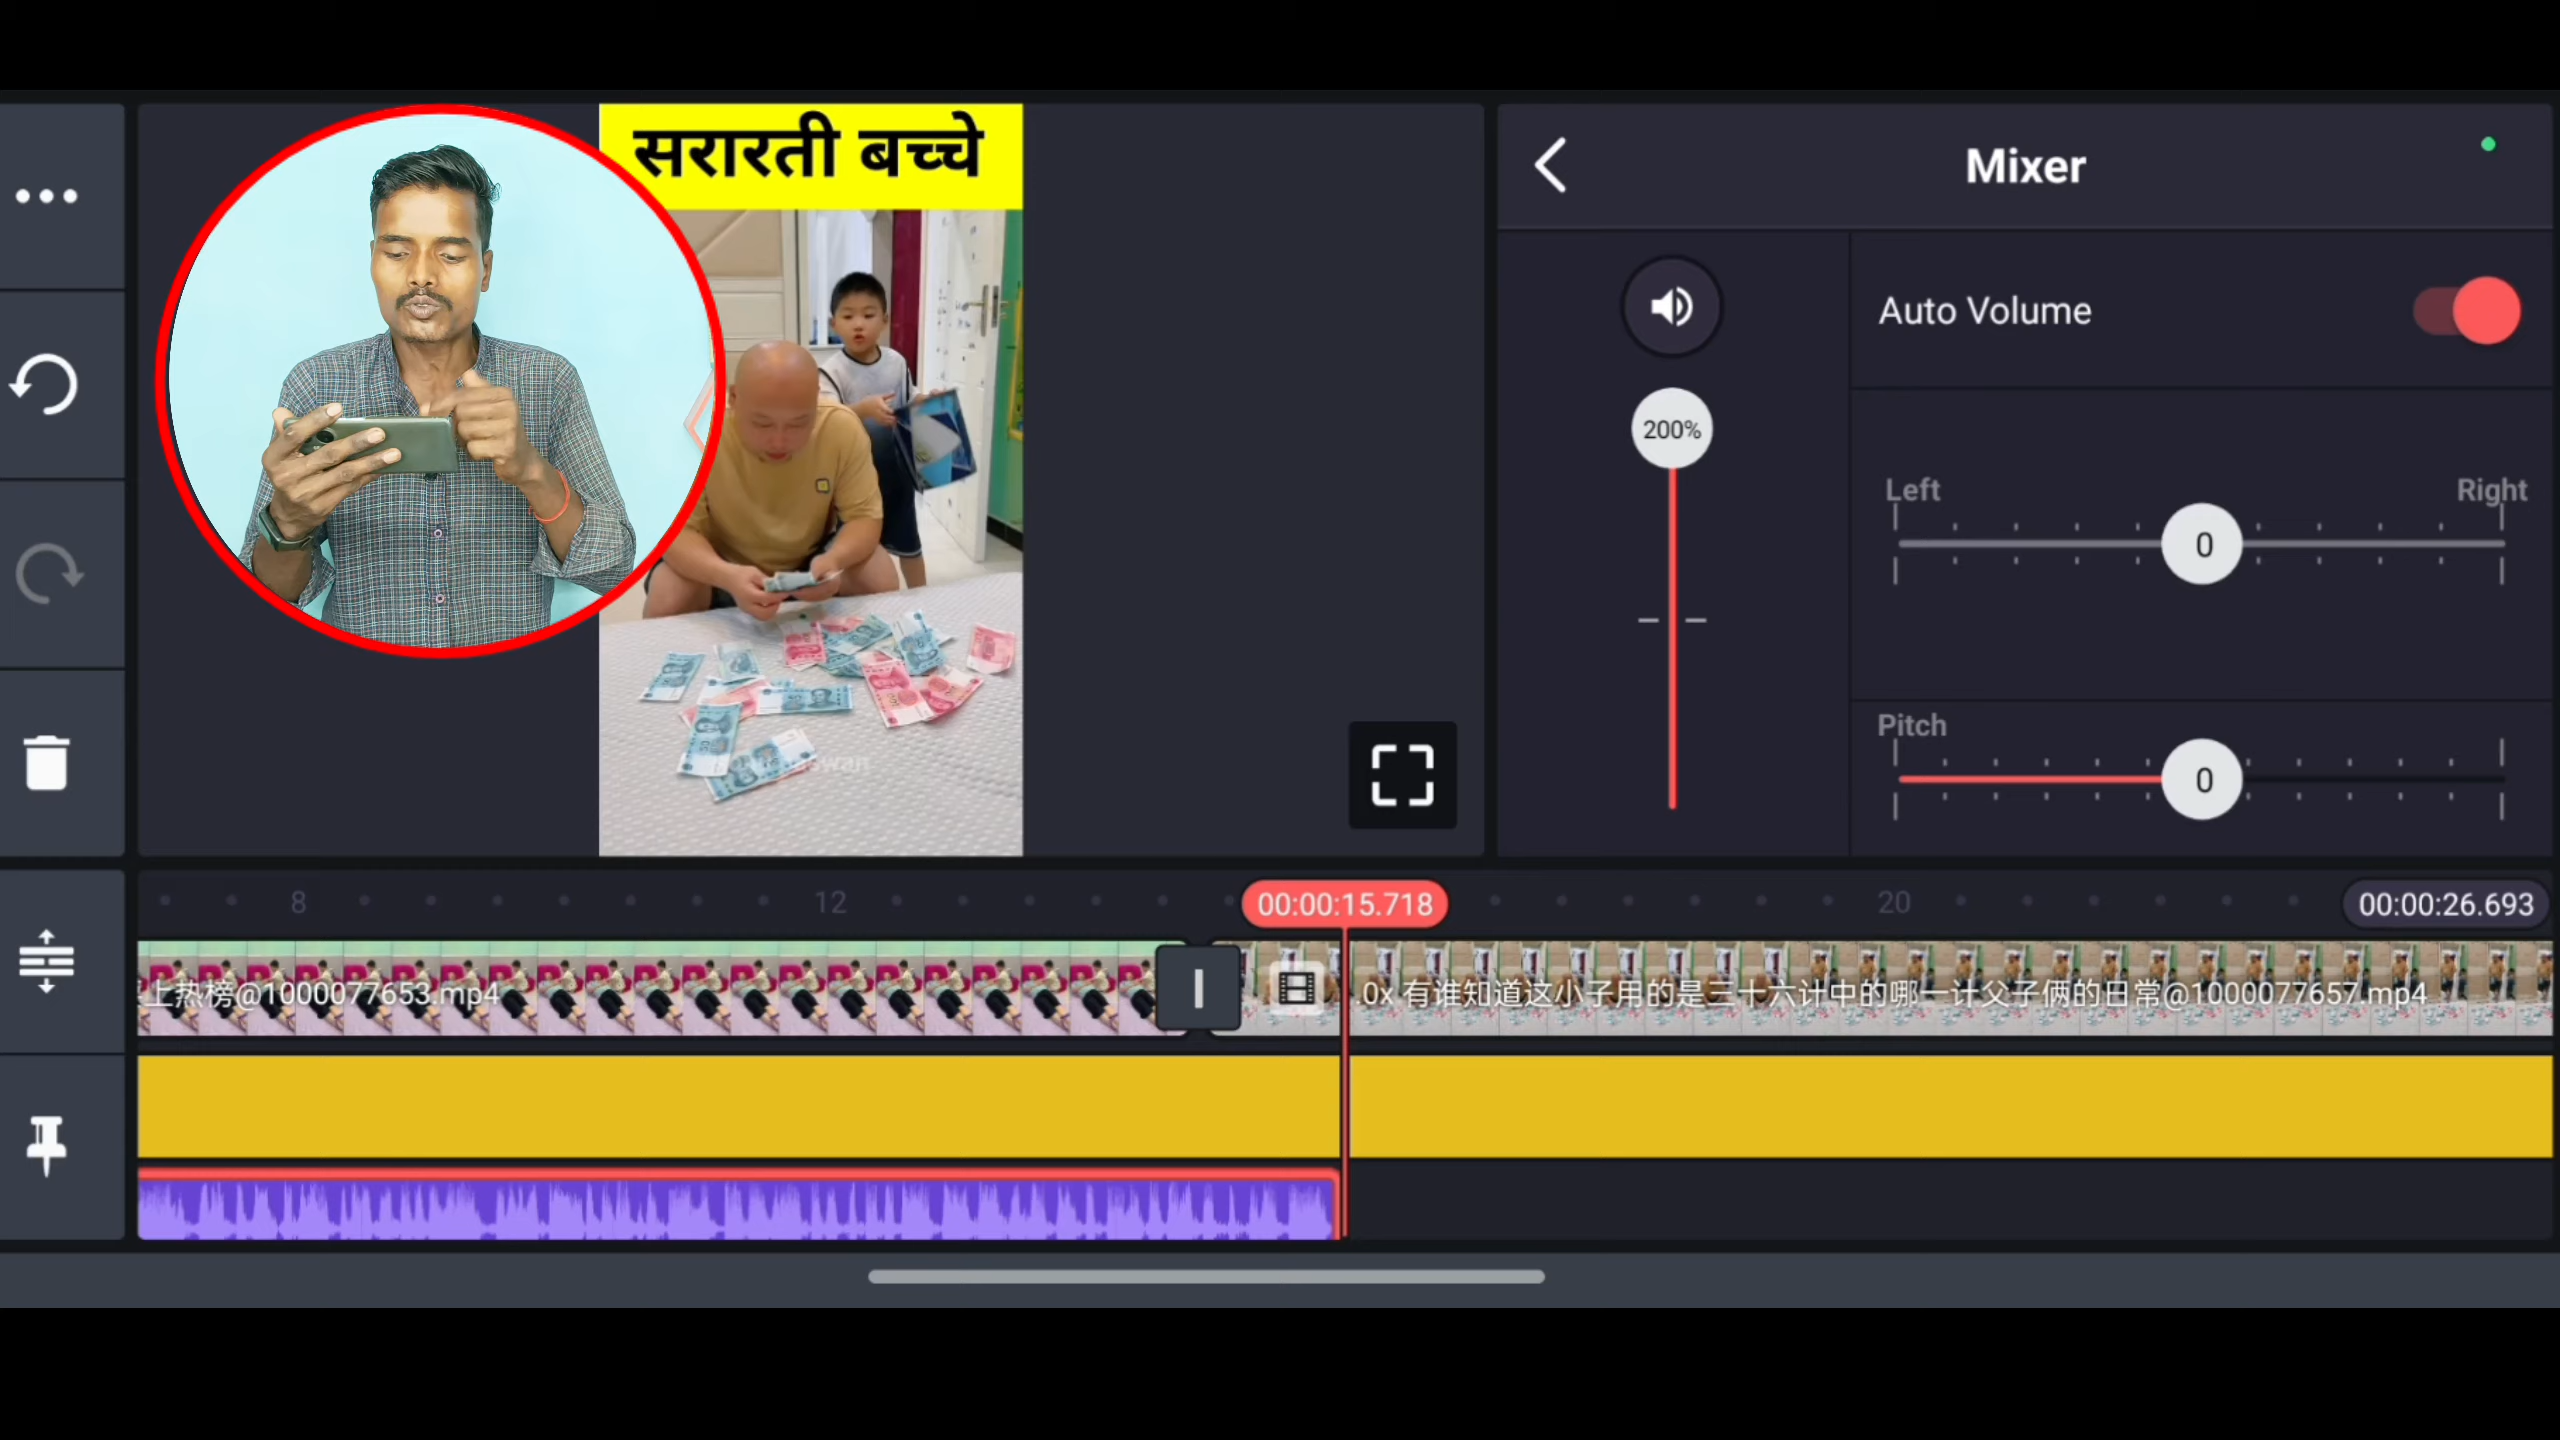 सरारती बच्चे
Mixer
Auto Volume
200%
Left
Right
0
Pitch
0
8
12
00:00:15.718
20
00:00:26.693
上热榜@1000077653.mp4
.0x 有谁知道这小子用的是三十六计中的哪一计父子俩的日常@1000077657.mp4